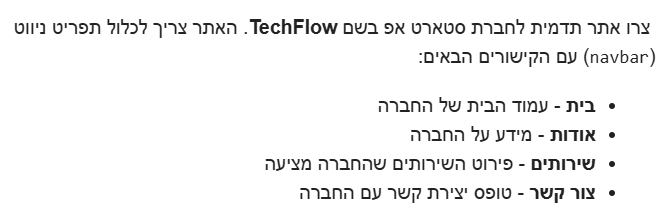 צרו אתר תדמית לחברת סטארט אפ בשם TechFlow. האתר צריך לכלול תפריט ניווט
(navbar) עם הקישורים הבאים:
• בית - עמוד הבית של החברה
• אודות - מידע על החברה
• שירותים - פירוט השירותים שהחברה מציעה
• צור קשר - טופס יצירת קשר עם החברה